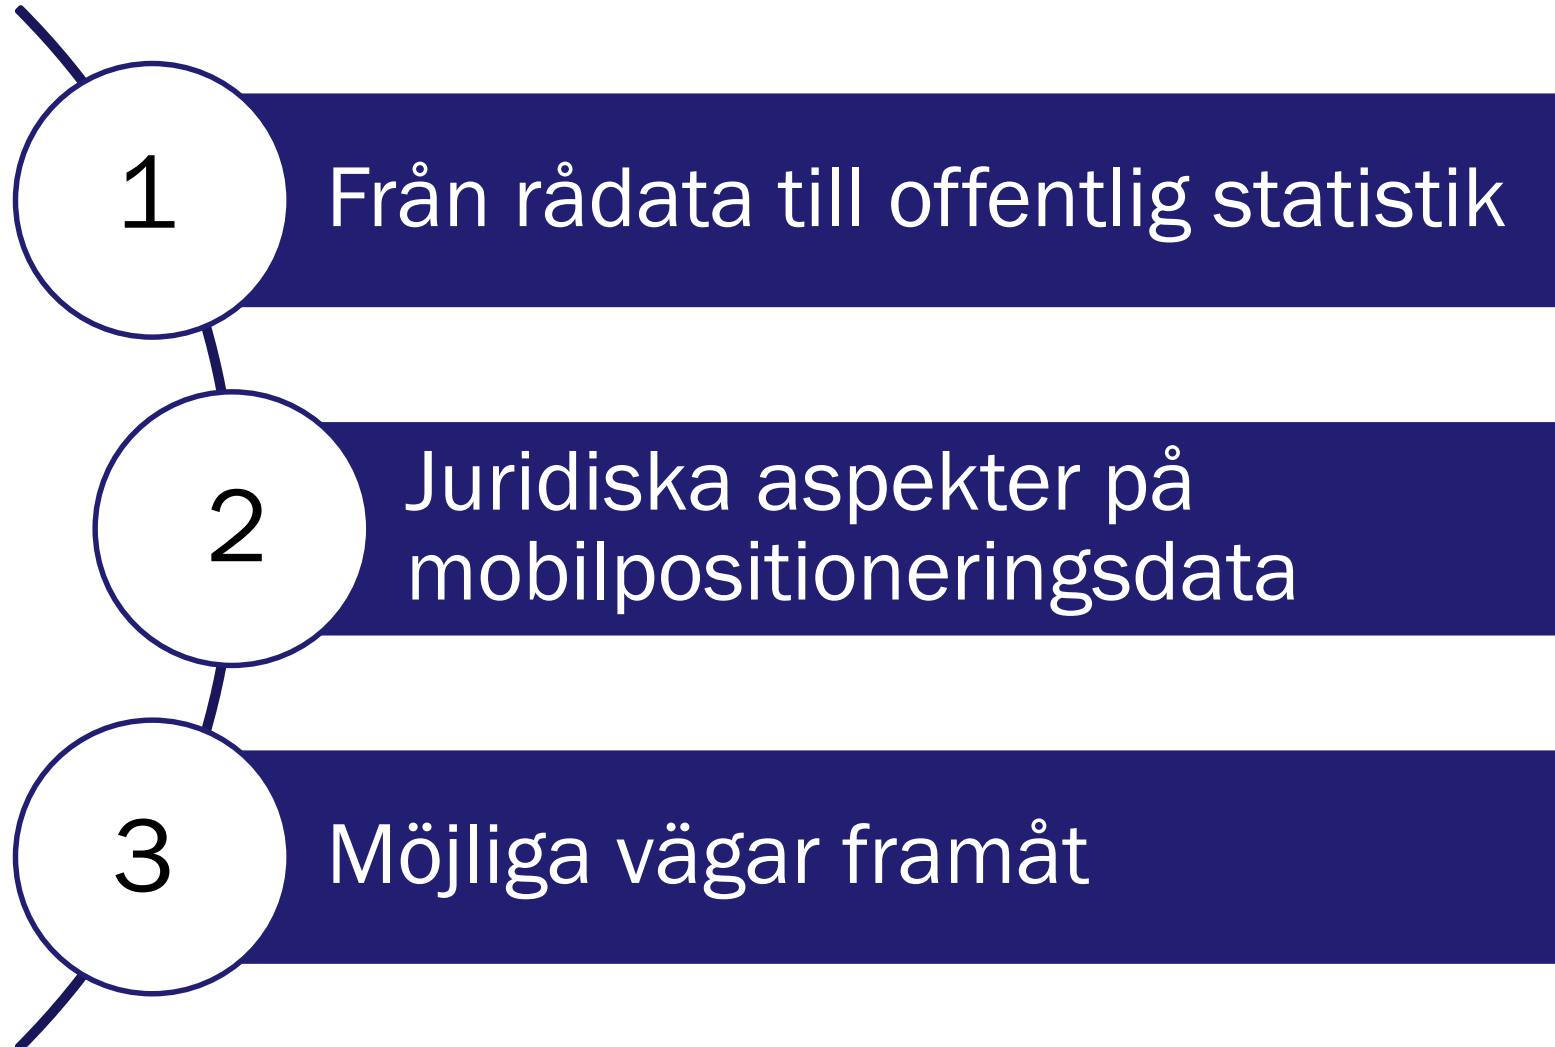 1
Från rådata till offentlig statistik
2
Juridiska aspekter på
mobilpositioneringsdata
3
Möjliga vägar framåt